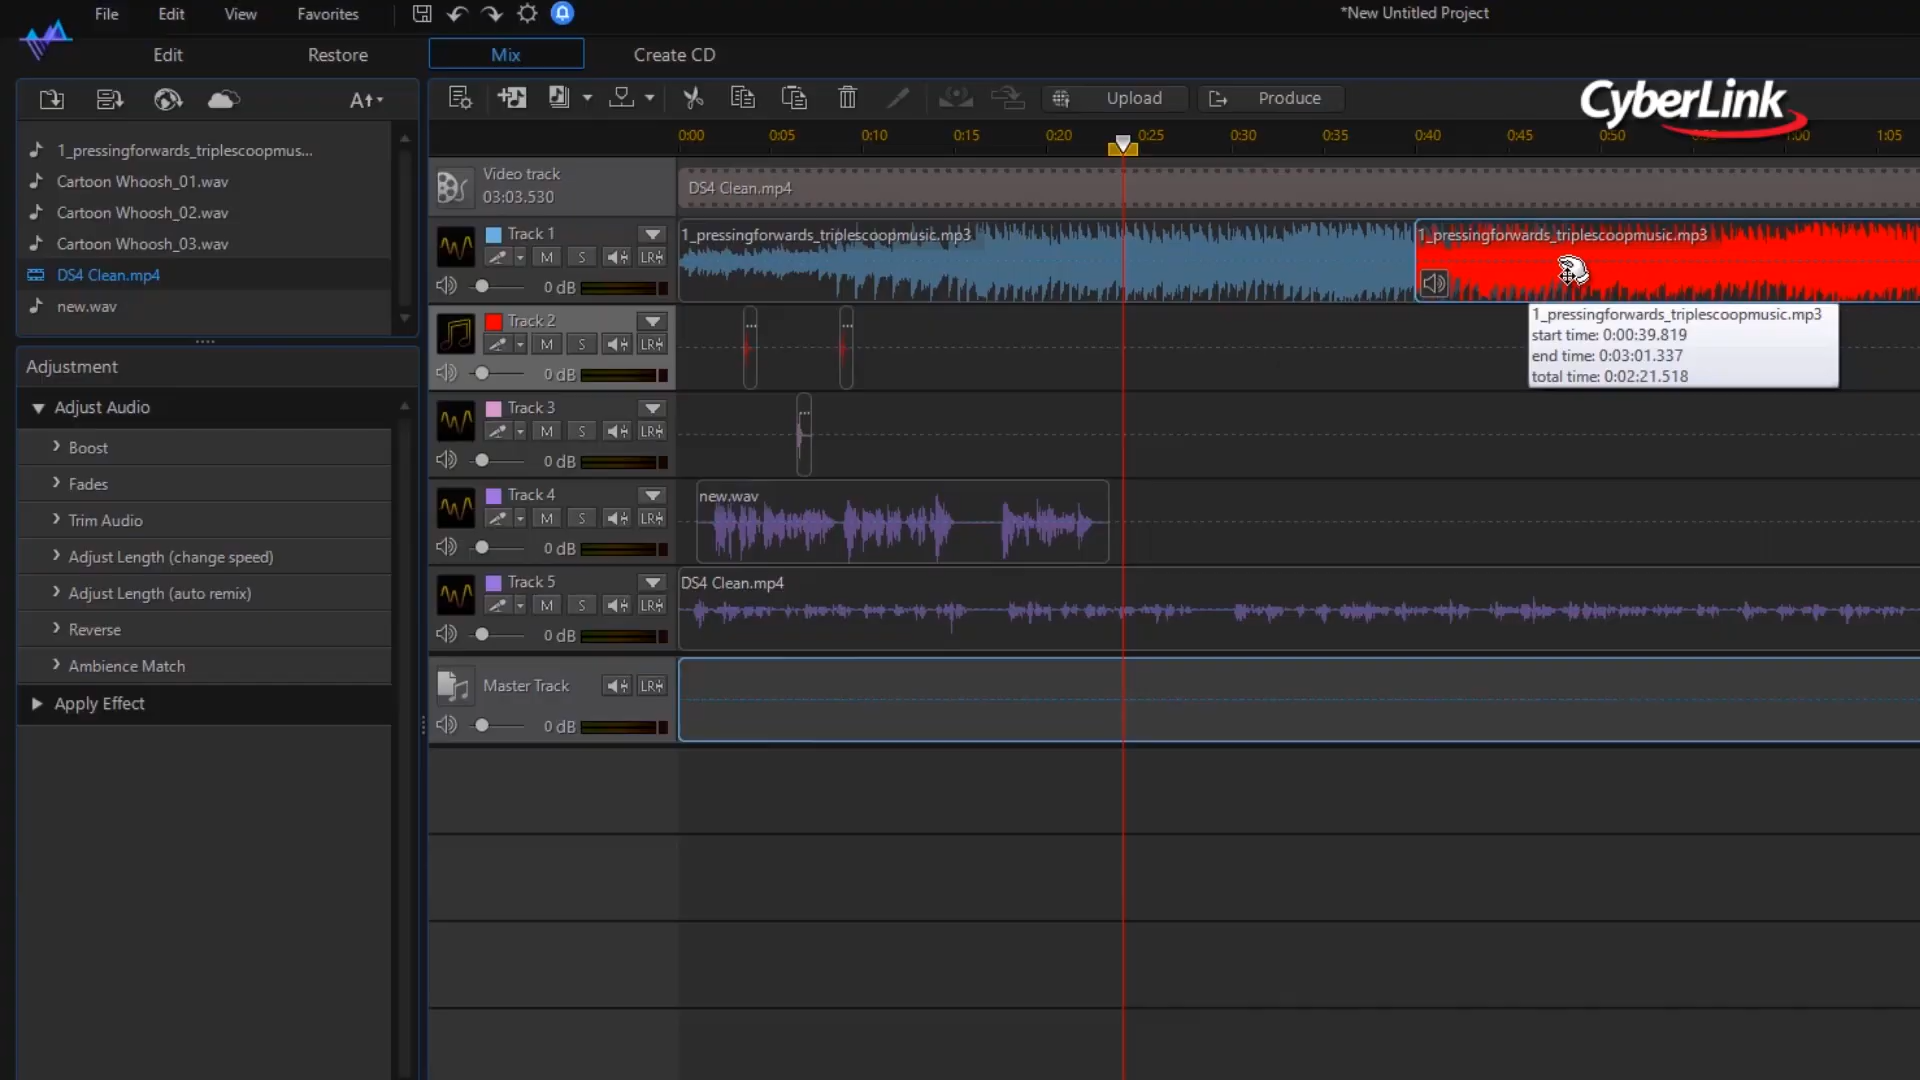 File Edit View Favorites
*New Untitled Project
Edit Restore Mix Create CD
CyberLink
Upload Produce
0:00 0:05 0:10 0:15 0:20 0:25 0:30 0:35 0:40 0:45 0:50 1:00 1:05
1_pressingforwards_triplescoopmus...
Cartoon Whoosh_01.wav
Cartoon Whoosh_02.wav
Cartoon Whoosh_03.wav
DS4 Clean.mp4
new.wav
Adjustment
Adjust Audio
Boost
Fades
Trim Audio
Adjust Length (change speed)
Adjust Length (auto remix)
Reverse
Ambience Match
Apply Effect
Video track
03:03.530
DS4 Clean.mp4
Track 1
M S LR
0 dB
1_pressingforwards_triplescoopmusic.mp3
1_pressingforwards_triplescoopmusic.mp3
1_pressingforwards_triplescoopmusic.mp3
start time: 0:00:39.819
end time: 0:03:01.337
total time: 0:02:21.518
Track 2
M S LR
0 dB
... ...
Track 3
M S LR
0 dB
...
Track 4
M S LR
0 dB
new.wav
Track 5
M S LR
0 dB
DS4 Clean.mp4
Master Track LR
0 dB